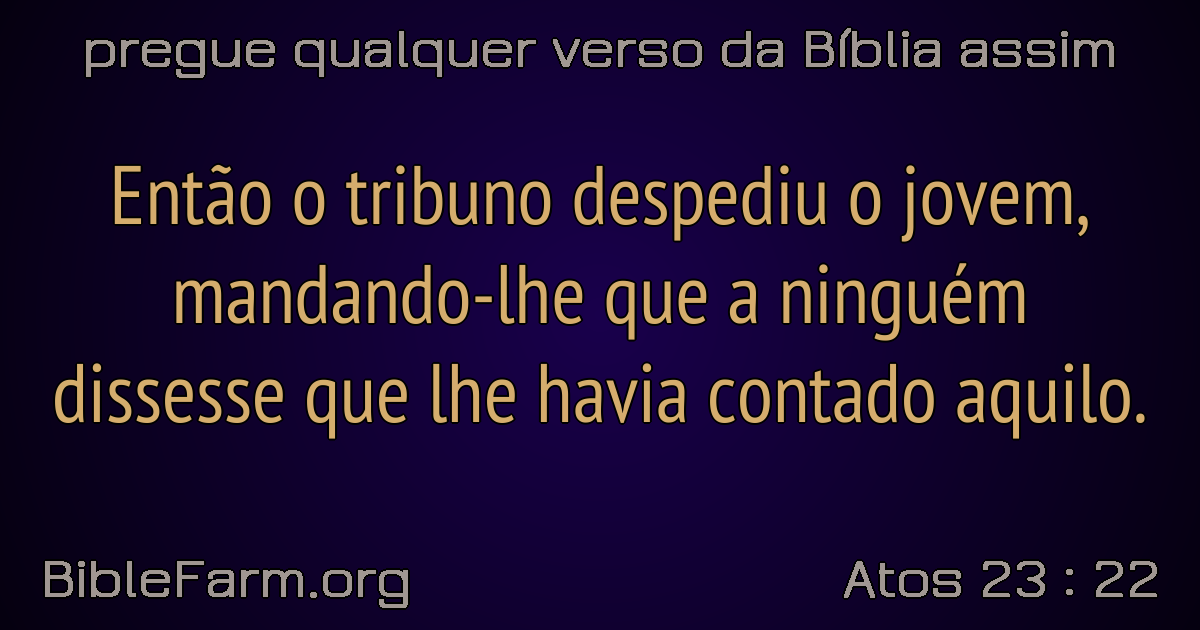 pregue qualquer verso da Bíblia assim
Então o tribuno despediu o jovem,
mandando-lhe que a ninguém
dissesse que lhe havia contado aquilo.
BibleFarm.org
Atos 23 : 22